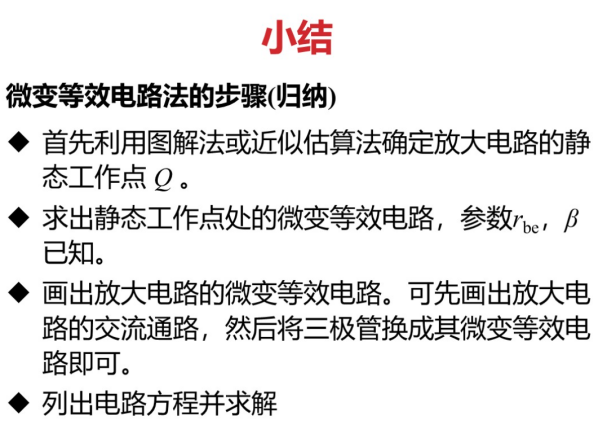 小结
微变等效电路法的步骤(归纳)
◆ 首先利用图解法或近似估算法确定放大电路的静
态工作点 Q 。
◆ 求出静态工作点处的微变等效电路，参数rbe，β
已知。
◆ 画出放大电路的微变等效电路。可先画出放大电
路的交流通路，然后将三极管换成其微变等效电
路即可。
◆ 列出电路方程并求解